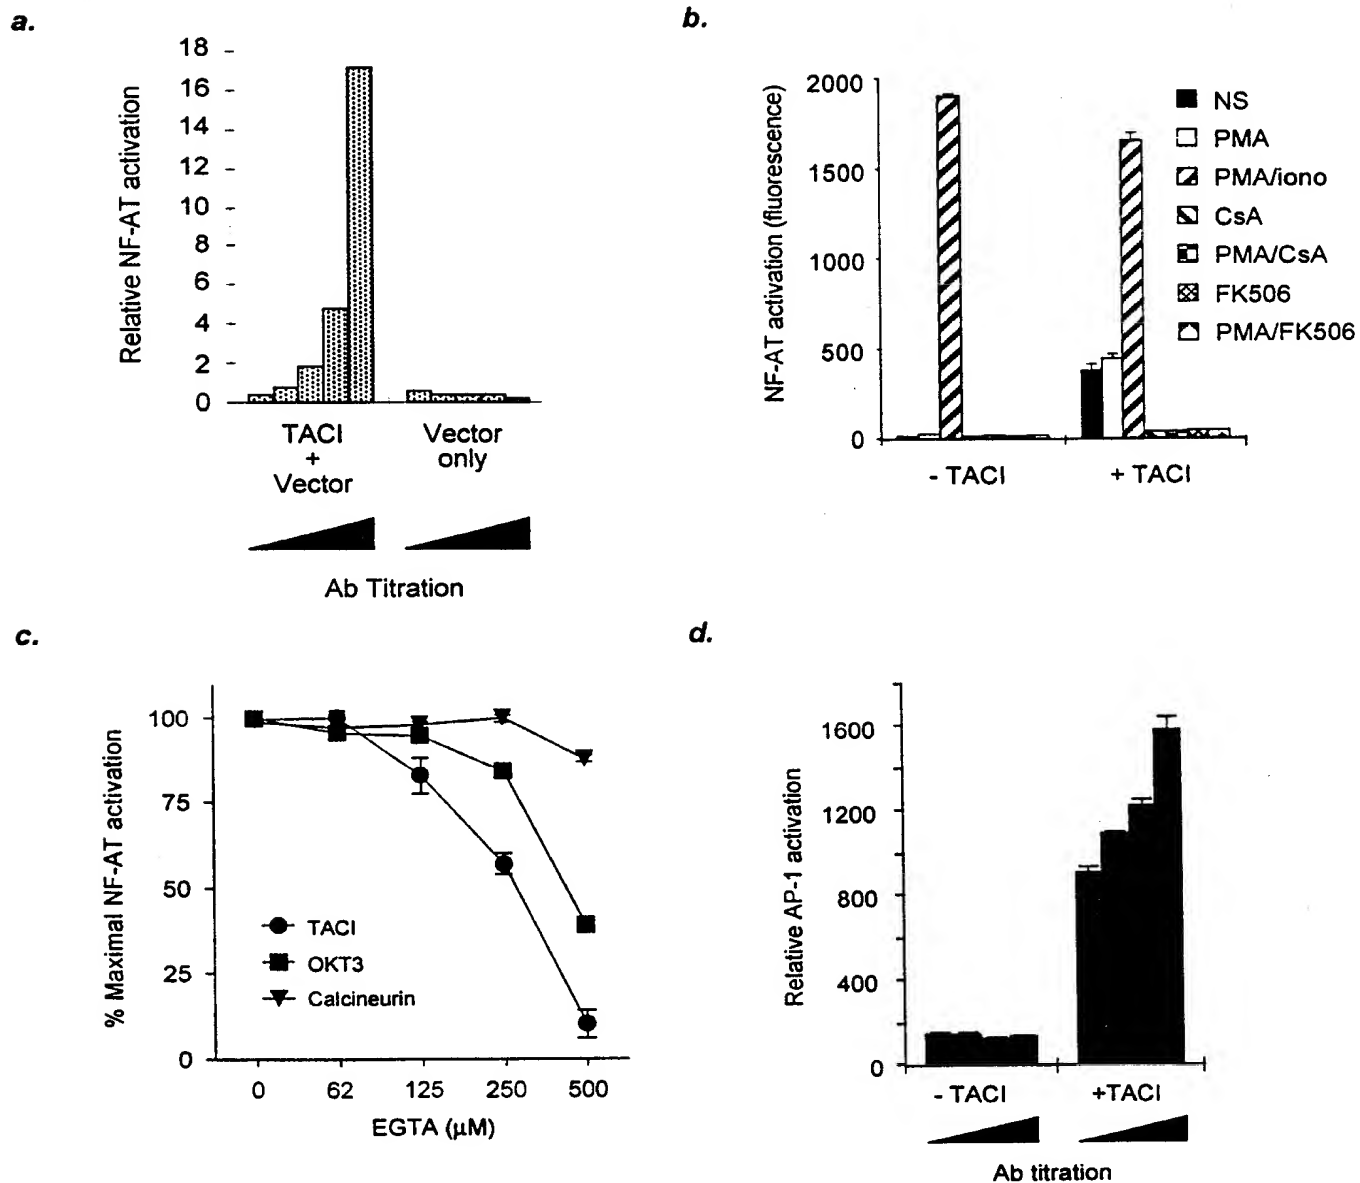 a.
Relative NF-AT activation
18
16
14
12
10
8
6
4
2
0
TACI
+
Vector
Vector
only
Ab Titration
b.
NF-AT activation (fluorescence)
2000
1500
1000
500
0
- TACI
+ TACI
NS
PMA
PMA/iono
CsA
PMA/CsA
FK506
PMA/FK506
c.
% Maximal NF-AT activation
100
75
50
25
0
TACI
OKT3
Calcineurin
0
62
125
250
500
EGTA (µM)
d.
Relative AP-1 activation
1600
1200
800
400
0
- TACI
+TACI
Ab titration